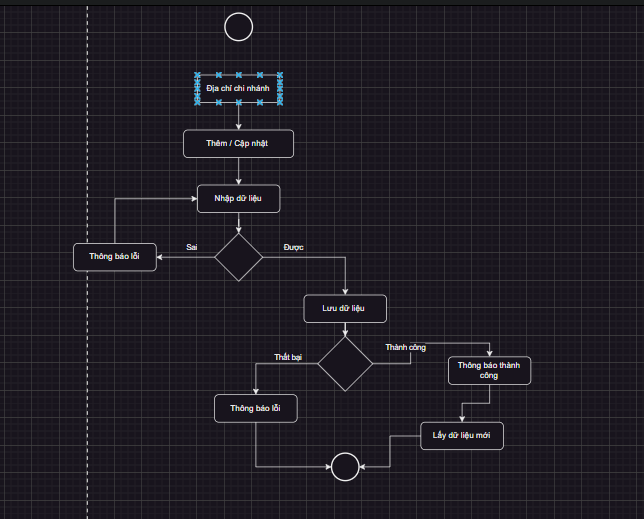 Địa chỉ chi nhánh
Thêm / Cập nhật
Nhập dữ liệu
Sai
Được
Thông báo lỗi
Lưu dữ liệu
Thành công
Thất bại
Thông báo thành
công
Thông báo lỗi
Lấy dữ liệu mới